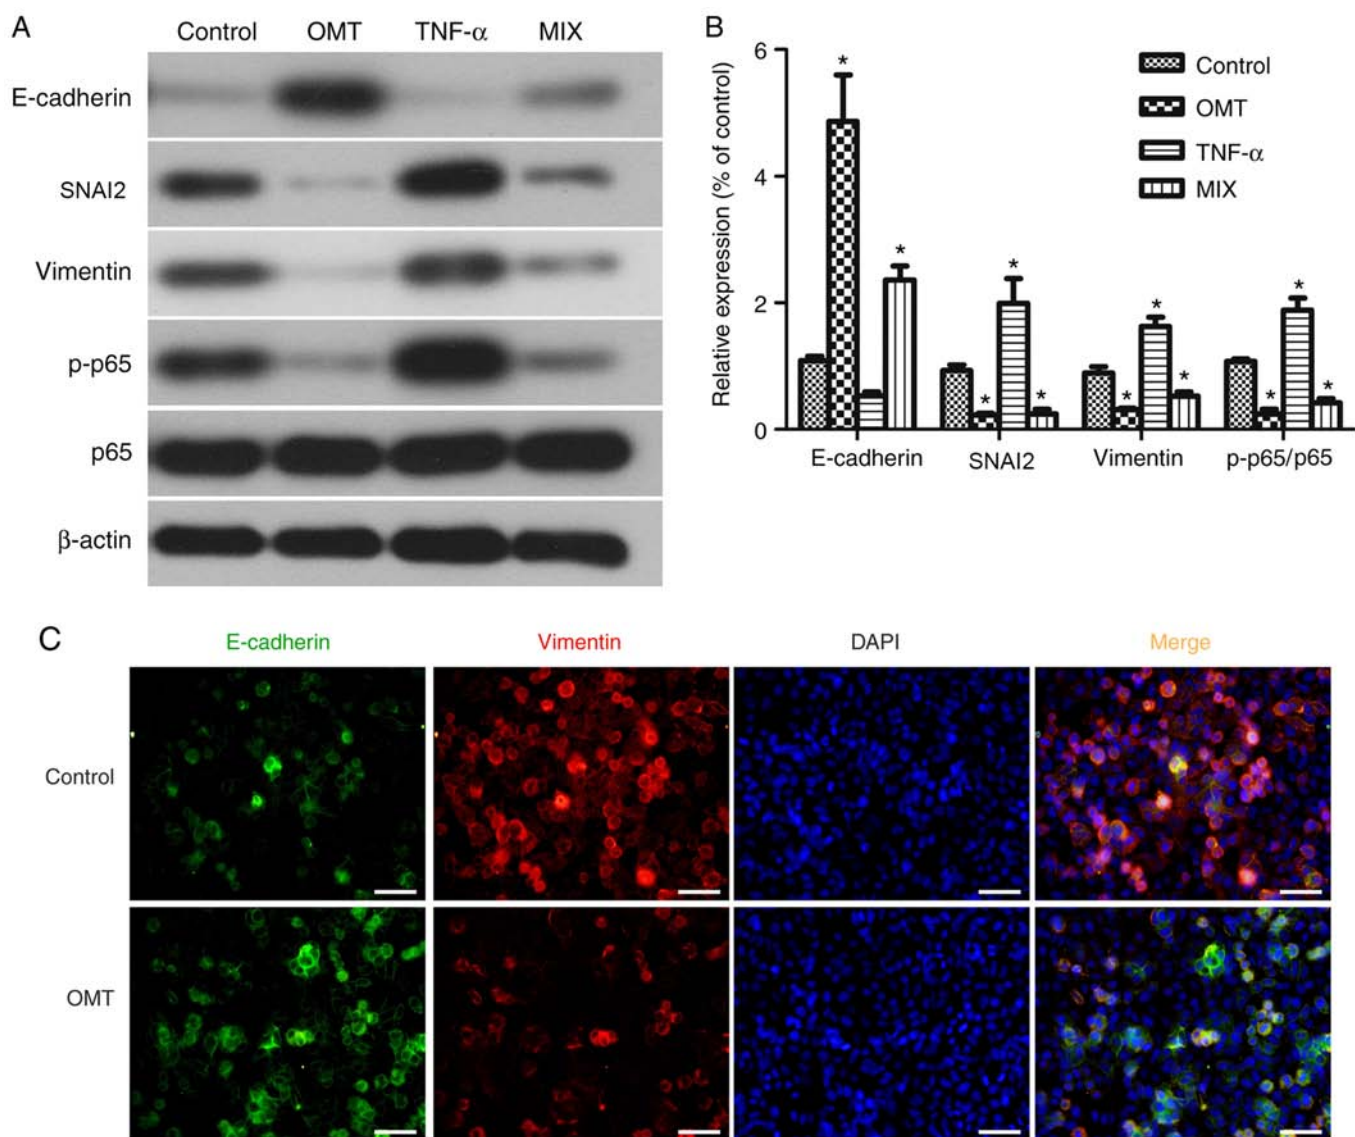 A
Control OMT TNF-α MIX
E-cadherin
SNAI2
Vimentin
p-p65
p65
β-actin
B
Relative expression (% of control)
6
4
2
0
* * * * * * * * * * *
Control
OMT
TNF-α
MIX
E-cadherin SNAI2 Vimentin p-p65/p65
C
E-cadherin Vimentin DAPI Merge
Control
OMT